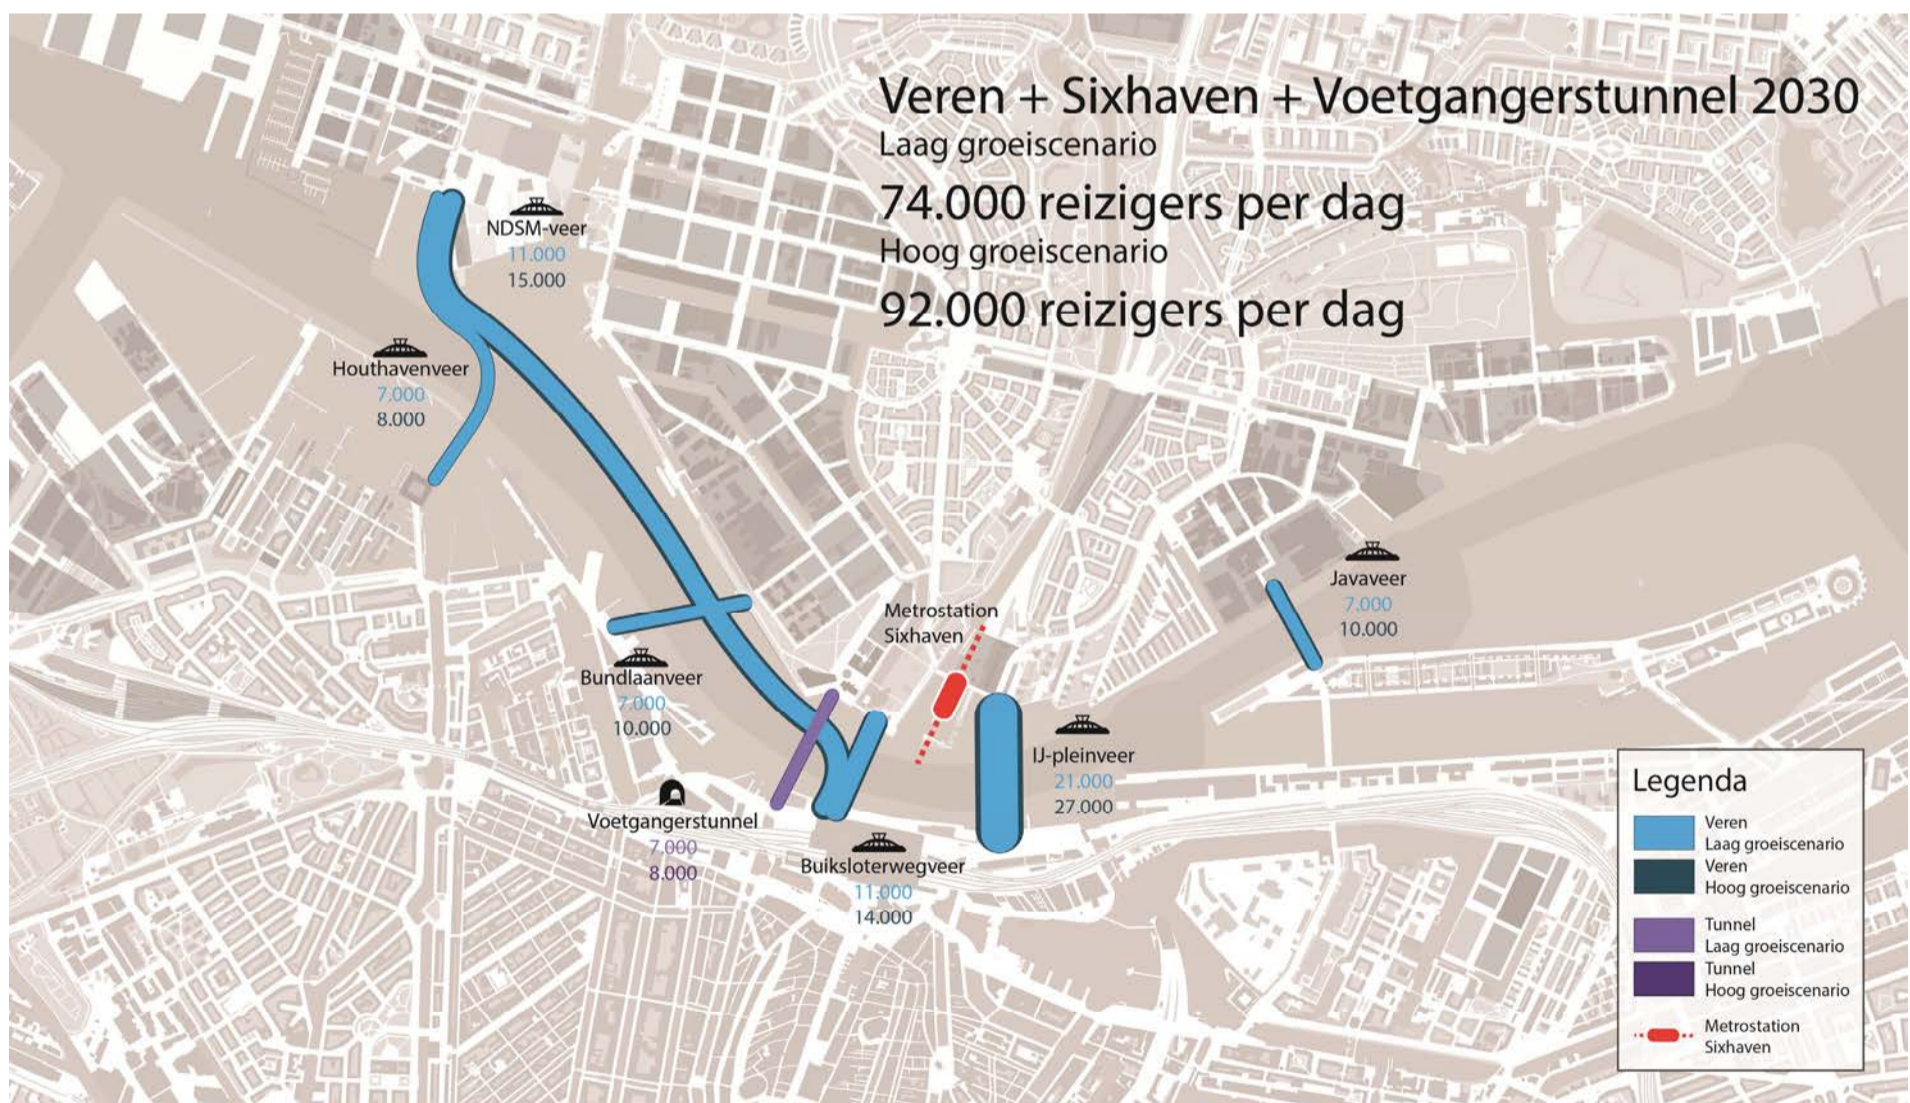 Veren + Sixhaven + Voetgangerstunnel 2030
Laag groeiscenario
74.000 reizigers per dag
Hoog groeiscenario
92.000 reizigers per dag
NDSM-veer
11.000
15.000
Houthavenveer
7.000
8.000
Javaveer
7.000
10.000
Metrostation
Sixhaven
Bundlaanveer
7.000
10.000
IJ-pleinveer
21.000
27.000
Voetgangerstunnel
7.000
8.000
Buiksloterwegveer
11.000
14.000
Legenda
Veren
Laag groeiscenario
Veren
Hoog groeiscenario
Tunnel
Laag groeiscenario
Tunnel
Hoog groeiscenario
Metrostation
Sixhaven